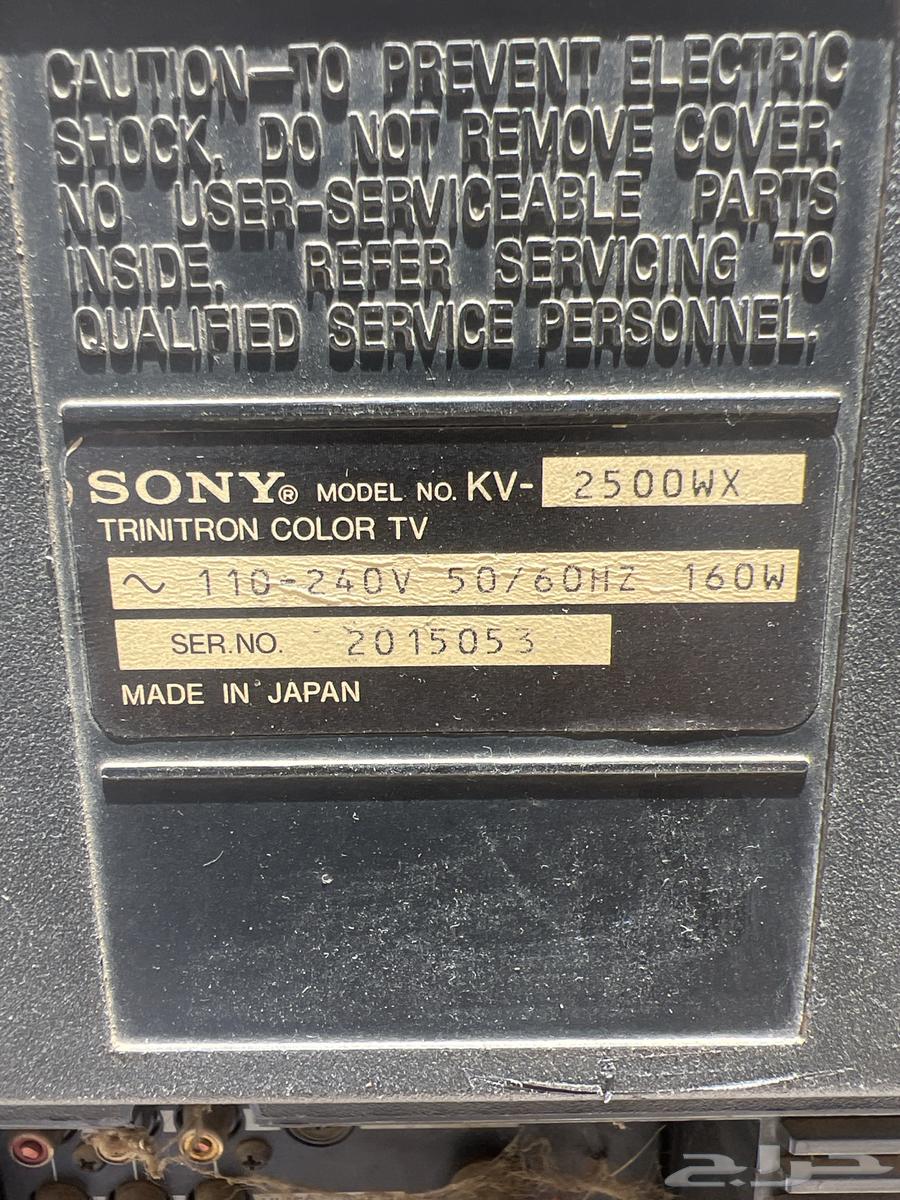 CAUTION—TO PREVENT ELECTRIC
SHOCK, DO NOT REMOVE COVER.
NO USER-SERVICEABLE PARTS
INSIDE. REFER SERVICING TO
QUALIFIED SERVICE PERSONNEL.
SONY® MODEL NO. KV- 2500WX
TRINITRON COLOR TV
~ 110-240V 50/60HZ 160W
SER.NO. 2015053
MADE IN JAPAN
حراج